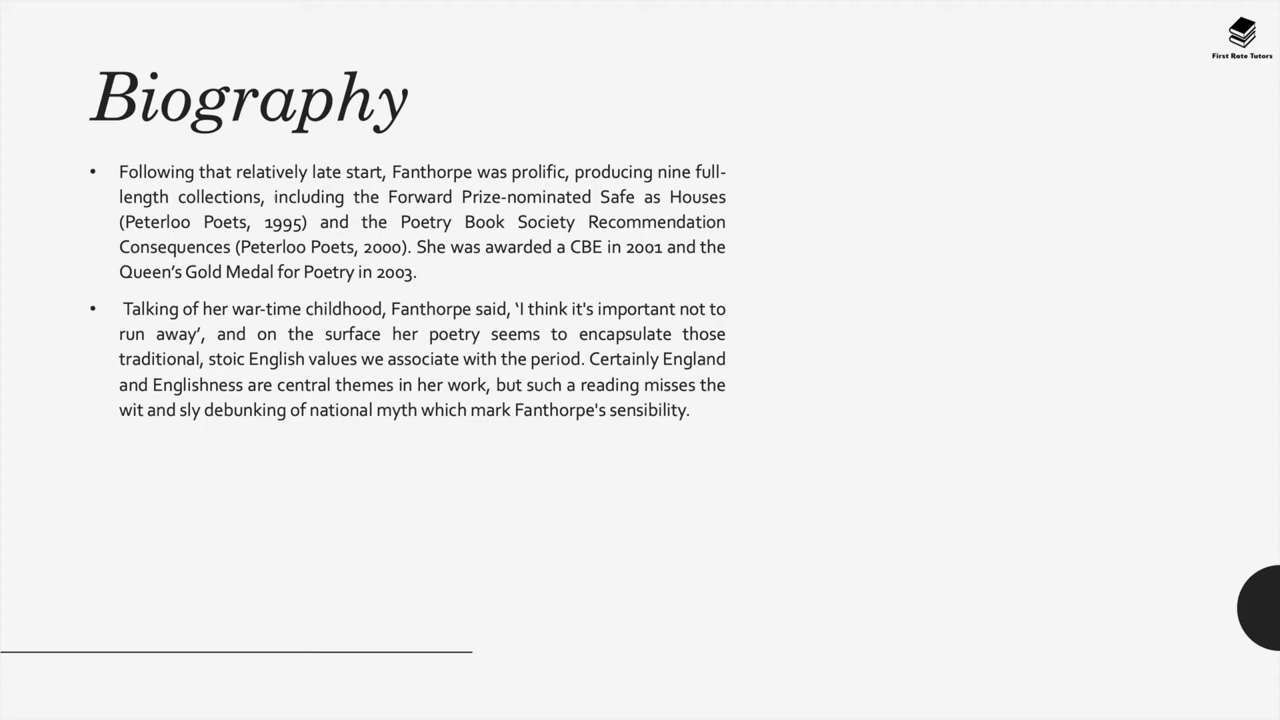 First Rate Tutors
Biography
• Following that relatively late start, Fanthorpe was prolific, producing nine full-
length collections, including the Forward Prize-nominated Safe as Houses
(Peterloo Poets, 1995) and the Poetry Book Society Recommendation
Consequences (Peterloo Poets, 2000). She was awarded a CBE in 2001 and the
Queen’s Gold Medal for Poetry in 2003.
• Talking of her war-time childhood, Fanthorpe said, ‘I think it's important not to
run away’, and on the surface her poetry seems to encapsulate those
traditional, stoic English values we associate with the period. Certainly England
and Englishness are central themes in her work, but such a reading misses the
wit and sly debunking of national myth which mark Fanthorpe's sensibility.